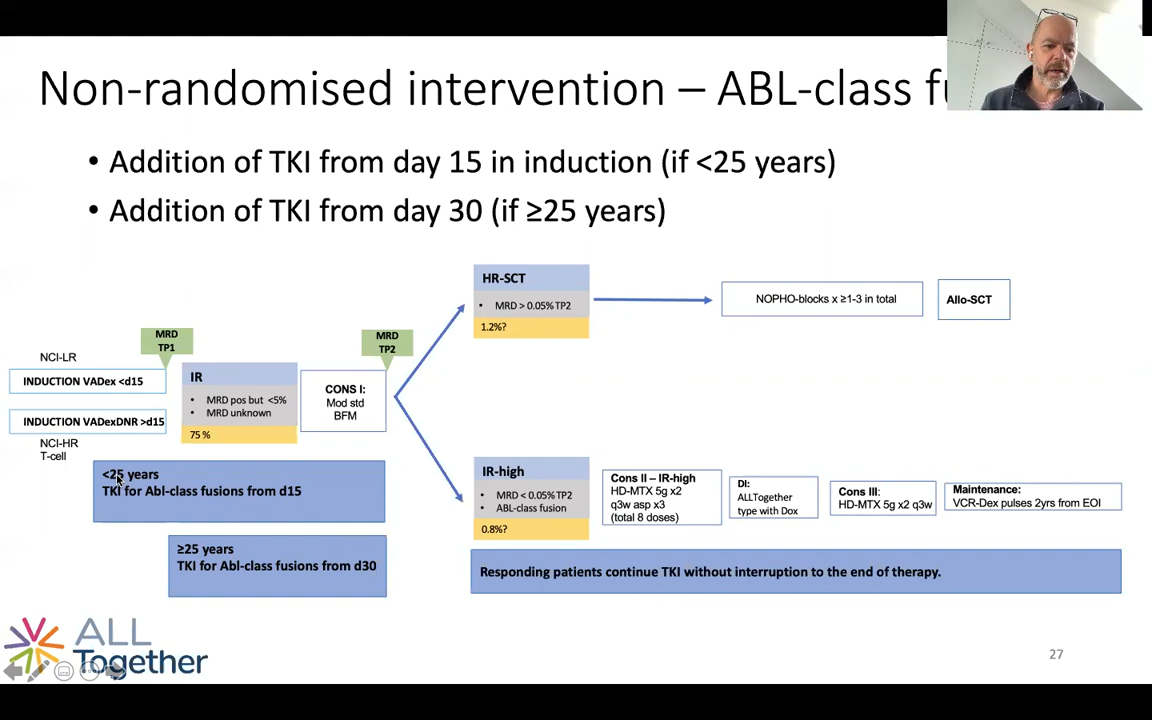 Non-randomised intervention – ABL-class
• Addition of TKI from day 15 in induction (if <25 years)
• Addition of TKI from day 30 (if ≥25 years)
HR-SCT
• MRD > 0.05% TP2
1.2%?
NOPHO-blocks x ≥1-3 in total
Allo-SCT
MRD
TP1
MRD
TP2
NCI-LR
INDUCTION VADex <d15
INDUCTION VADexDNR >d15
NCI-HR
T-cell
IR
• MRD pos but <5%
• MRD unknown
75 %
CONS I:
Mod std
BFM
<25 years
TKI for Abl-class fusions from d15
≥25 years
TKI for Abl-class fusions from d30
IR-high
• MRD < 0.05% TP2
• ABL-class fusion
0.8%?
Cons II – IR-high
HD-MTX 5g x2
q3w asp x3
(total 8 doses)
DI:
ALLTogether
type with Dox
Cons III:
HD-MTX 5g x2 q3w
Maintenance:
VCR-Dex pulses 2yrs from EOI
Responding patients continue TKI without interruption to the end of therapy.
ALL
Together
27